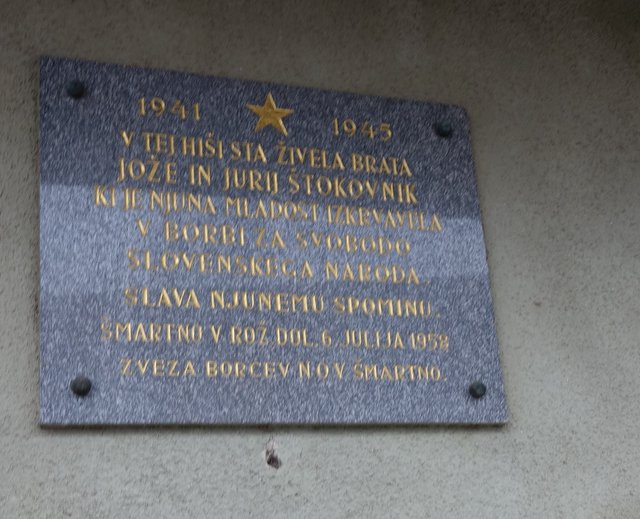 1941 1945
V TEJ HIŠI STA ŽIVELA BRATA
JOŽE IN JURIJ ŠTOKOVNIK
KI JE NJUNA MLADOST IZKRVAVELA
V BORBI ZA SVOBODO
SLOVENSKEGA NARODA.
SLAVA NJUNEMU SPOMINU.
ŠMARTNO V ROŽ. DOL. 6. JULIJA 1958
ZVEZA BORCEV NOV ŠMARTNO.